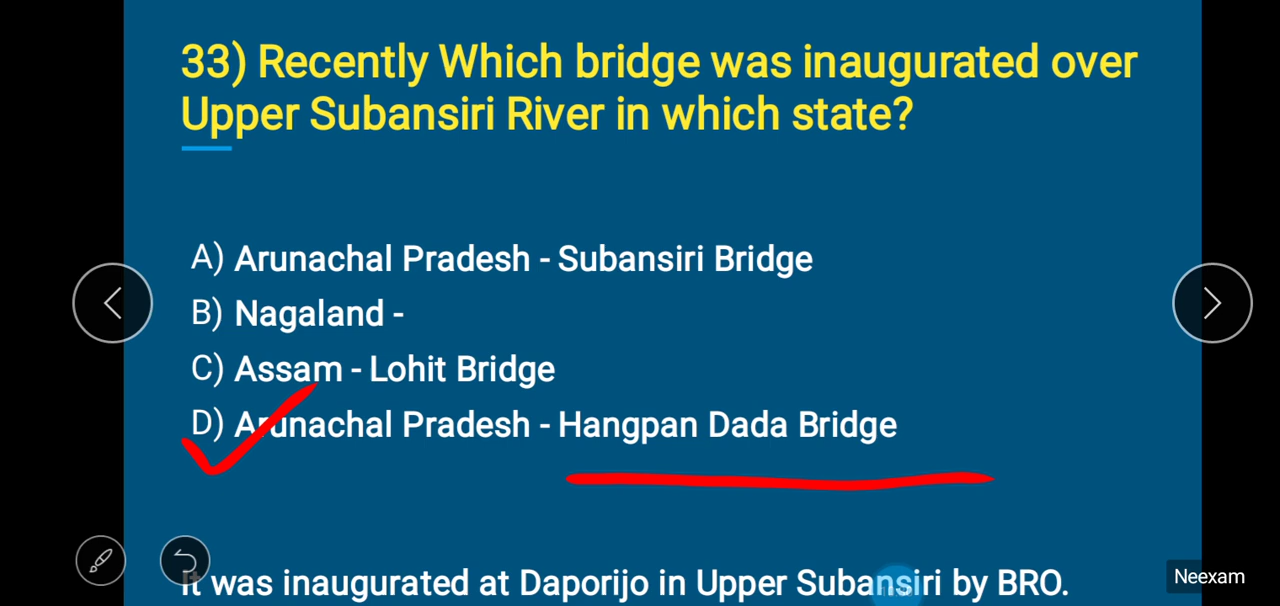 33) Recently Which bridge was inaugurated over
Upper Subansiri River in which state?
A) Arunachal Pradesh - Subansiri Bridge
B) Nagaland -
C) Assam - Lohit Bridge
D) Arunachal Pradesh - Hangpan Dada Bridge
It was inaugurated at Daporijo in Upper Subansiri by BRO.
Neexam